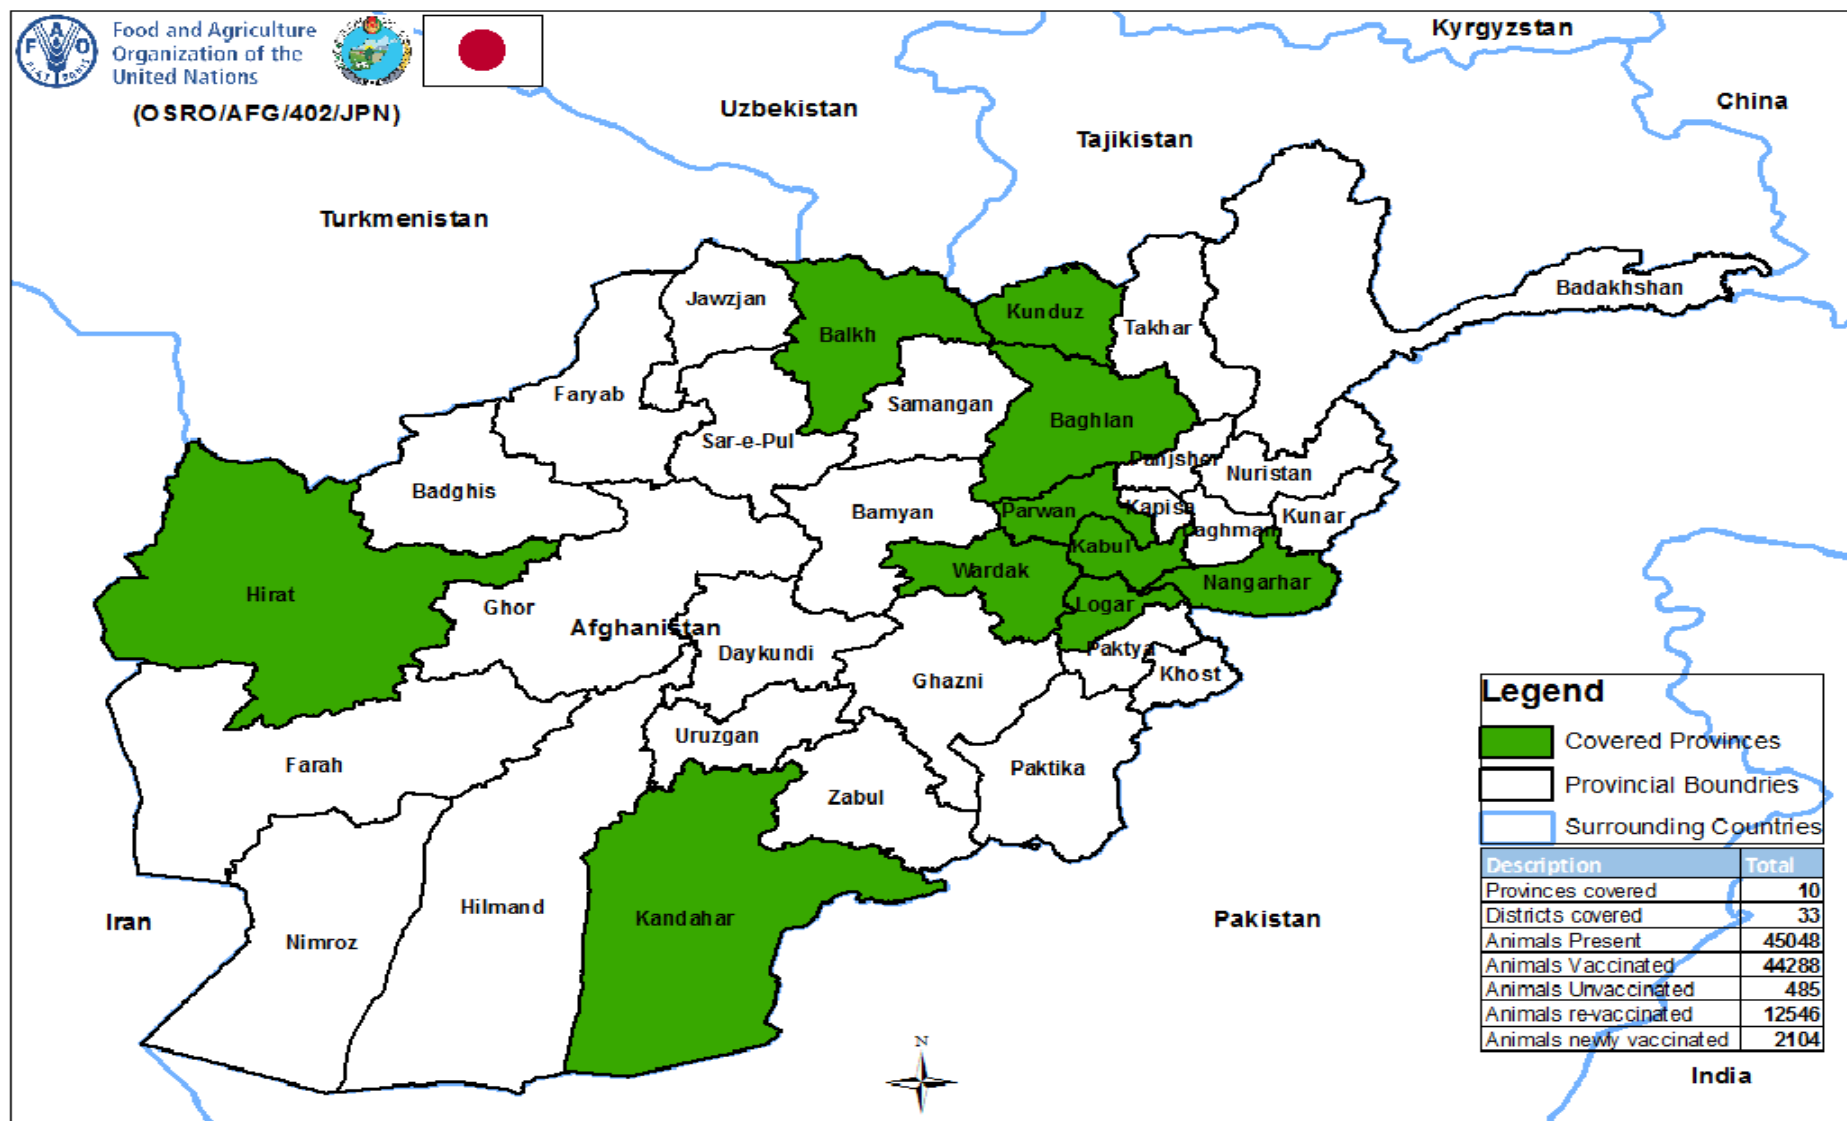 Food and Agriculture
Organization of the
United Nations
FAO
FIAT PANIS
(OSRO/AFG/402/JPN)
Kyrgyzstan
Uzbekistan
China
Tajikistan
Turkmenistan
Jawzjan
Balkh
Kunduz
Takhar
Badakhshan
Faryab
Samangan
Baghlan
Sar-e-Pul
Panjsher
Nuristan
Badghis
Bamyan
Parwan
Kapisa
Kunar
Laghman
Kabul
Wardak
Nangarhar
Hirat
Ghor
Logar
Afghanistan
Daykundi
Paktya
Khost
Ghazni
Uruzgan
Farah
Paktika
Zabul
Hilmand
Kandahar
Nimroz
Iran
Pakistan
India
N
Legend
Covered Provinces
Provincial Boundries
Surrounding Countries
Description Total
Provinces covered 10
Districts covered 33
Animals Present 45048
Animals Vaccinated 44288
Animals Unvaccinated 485
Animals re-vaccinated 12546
Animals newly vaccinated 2104